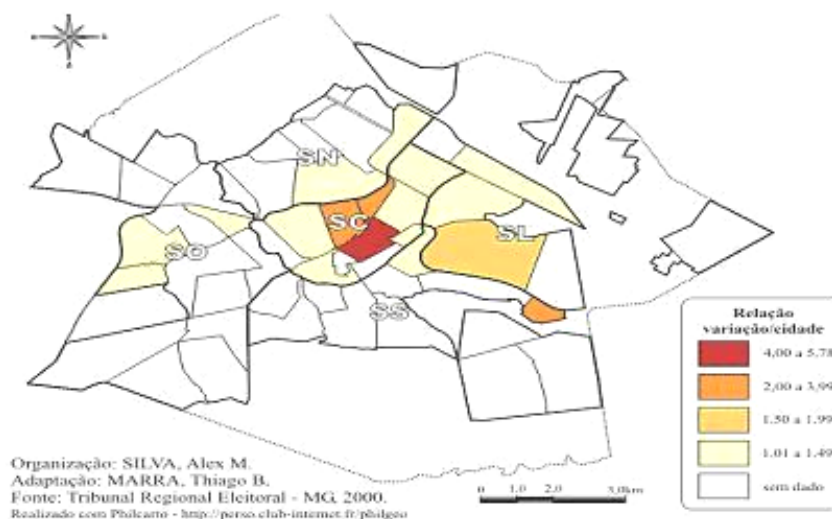 SN
SC
SL
SO
SS
Relação
variação/cidade
4,00 a 5,78
2,00 a 3,99
1.50 a 1.99
1.01 a 1.49
sem dado
Organização: SILVA, Alex M.
Adaptação: MARRA, Thiago B.
Fonte: Tribunal Regional Eleitoral - MG, 2000.
Realizado com Philcarto - http://perso.club-internet.fr/philgeo
0 1,0 2,0 3,0km